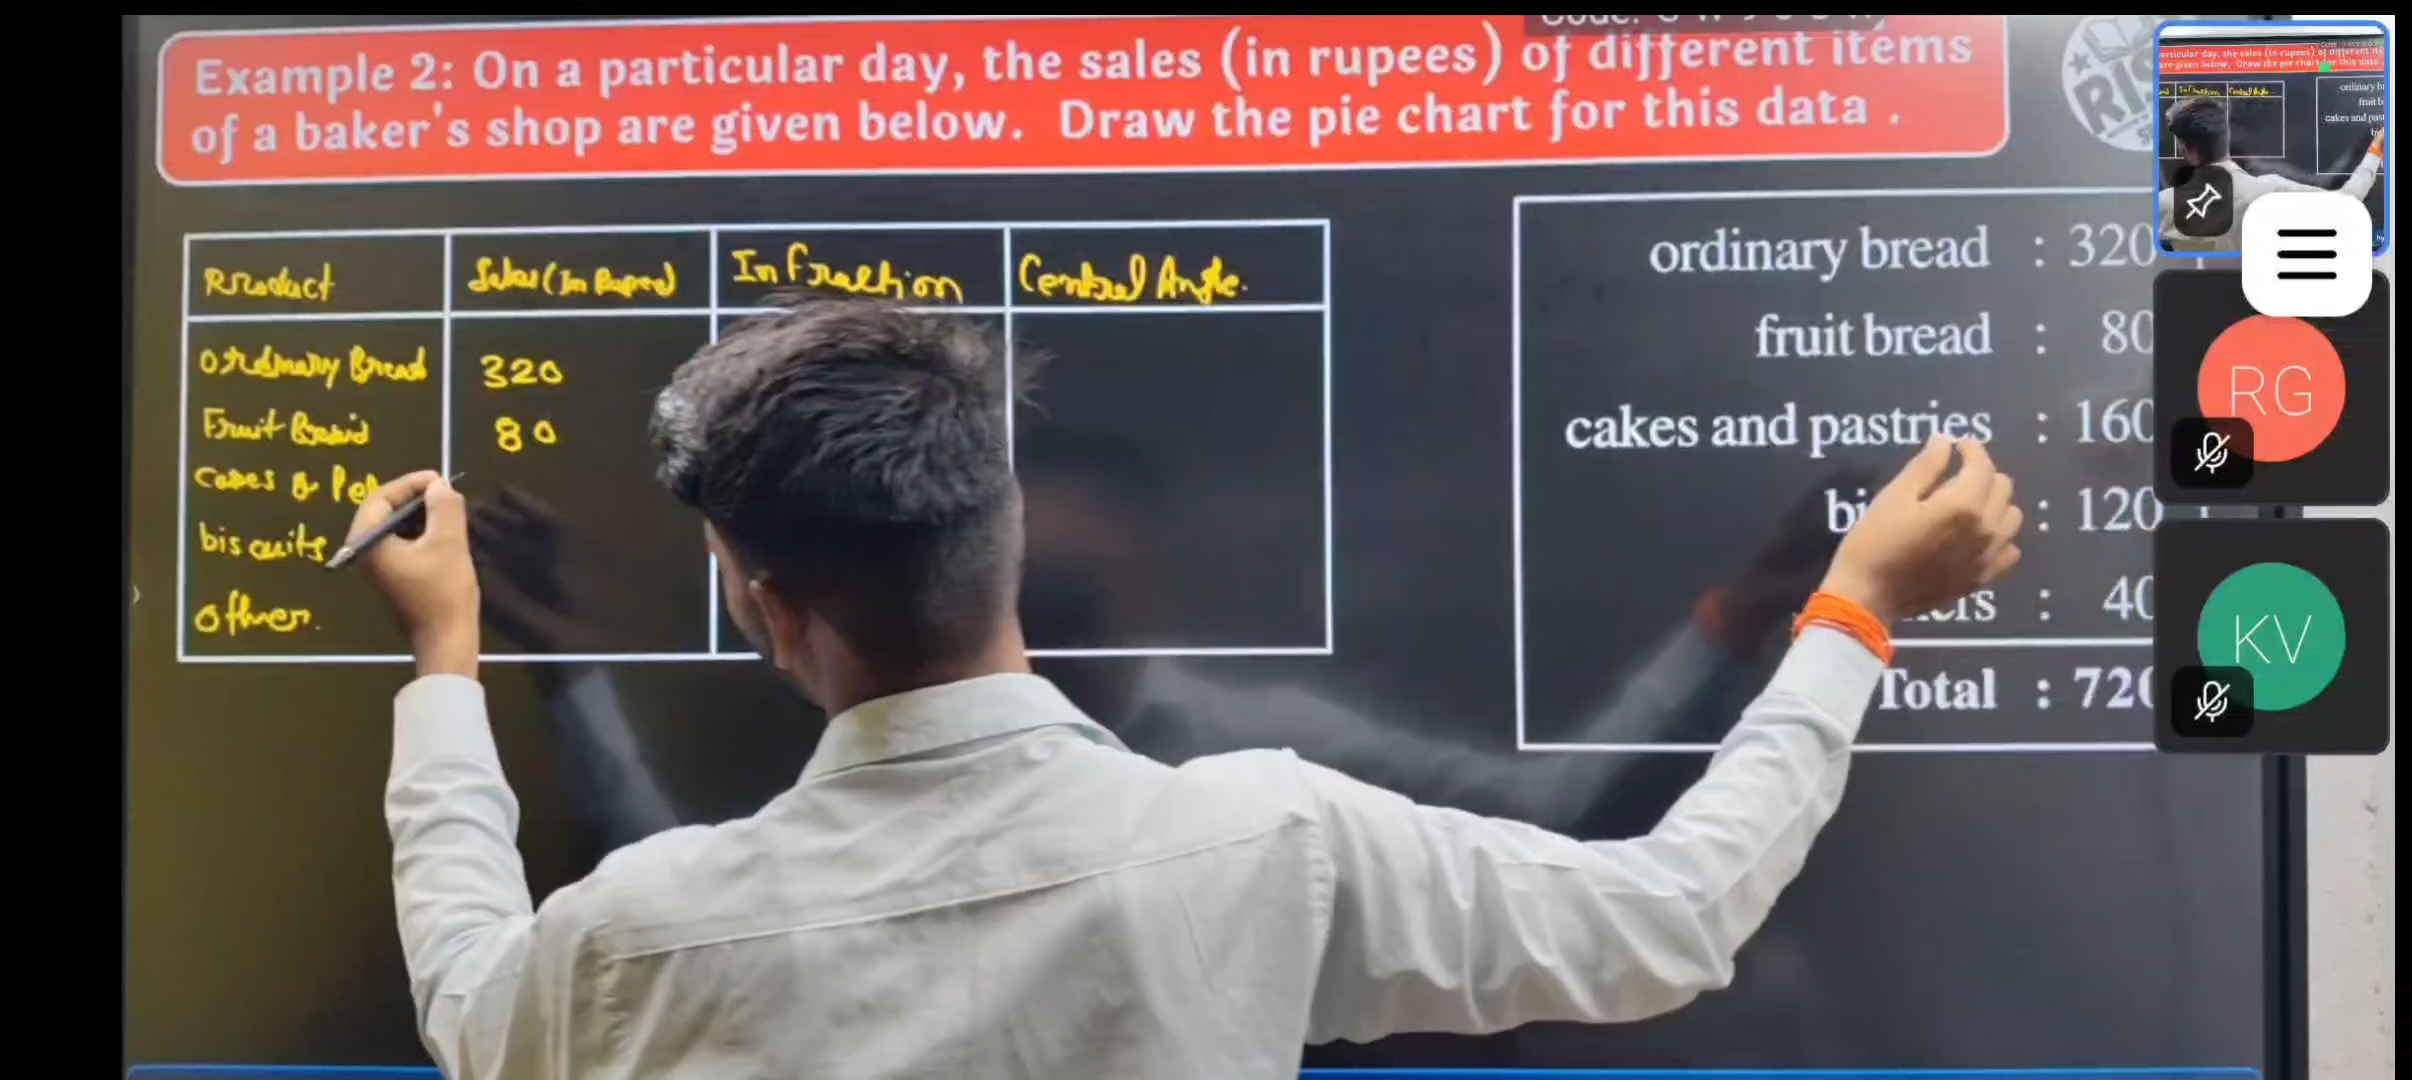 Example 2: On a particular day, the sales (in rupees) of different items
of a baker's shop are given below. Draw the pie chart for this data .
RIS
Product
Sales (In Rupees)
In fraction
Central Angle.
Ordinary Bread
320
Fruit Bread
80
biscuits
other.
ordinary bread : 320
fruit bread : 80
cakes and pastries : 160
bi : 120
: 40
Total : 720
RG
KV